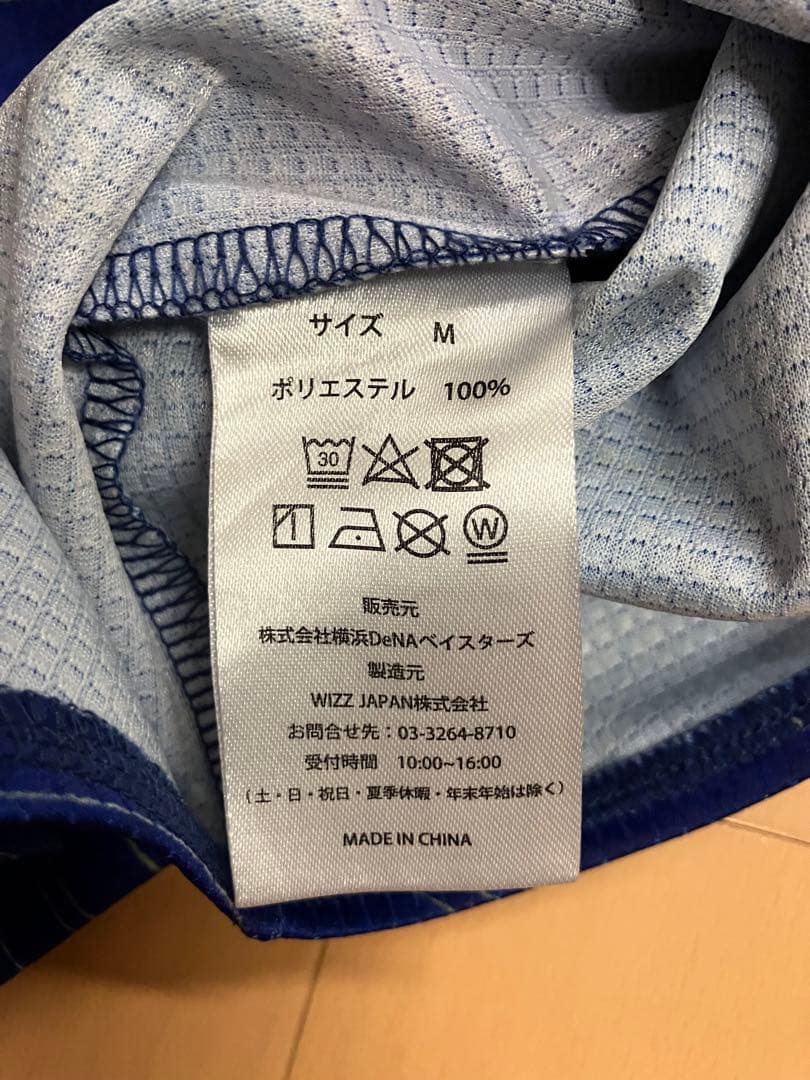 サイズ M
ポリエステル 100%
30
W
販売元
株式会社横浜DeNAベイスターズ
製造元
WIZZ JAPAN株式会社
お問合せ先：03-3264-8710
受付時間 10:00~16:00
（土・日・祝日・夏季休暇・年末年始は除く）
MADE IN CHINA